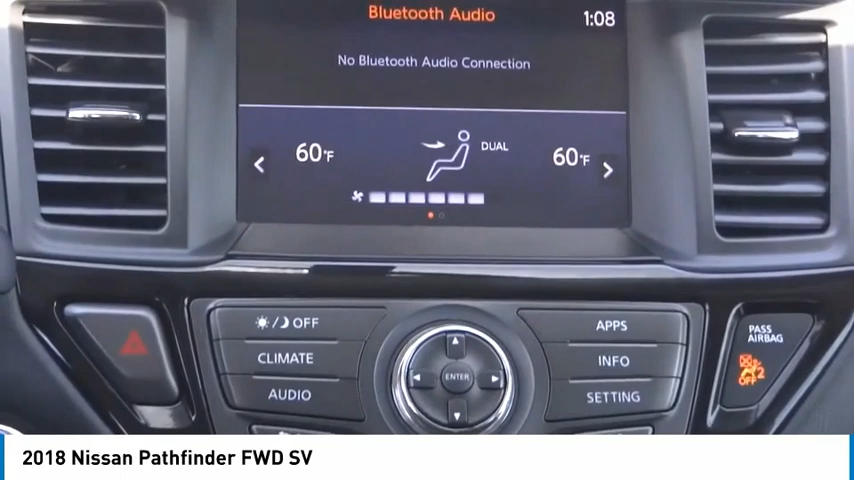 Bluetooth Audio
1:08
No Bluetooth Audio Connection
60°F
DUAL
60°F
OFF
CLIMATE
AUDIO
ENTER
APPS
INFO
SETTING
PASS
AIRBAG
2
OFF
2018 Nissan Pathfinder FWD SV